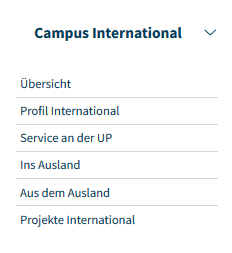 Campus International
Übersicht
Profil International
Service an der UP
Ins Ausland
Aus dem Ausland
Projekte International